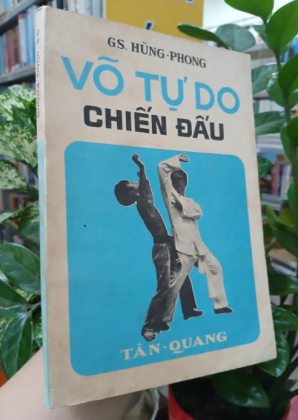 GS. HÙNG-PHONG
VÕ TỰ DO
CHIẾN ĐẤU
TÂN-QUANG